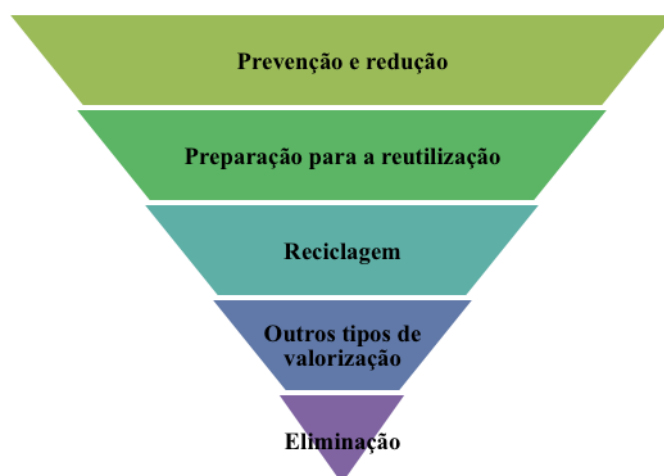 Prevenção e redução
Preparação para a reutilização
Reciclagem
Outros tipos de
valorização
Eliminação